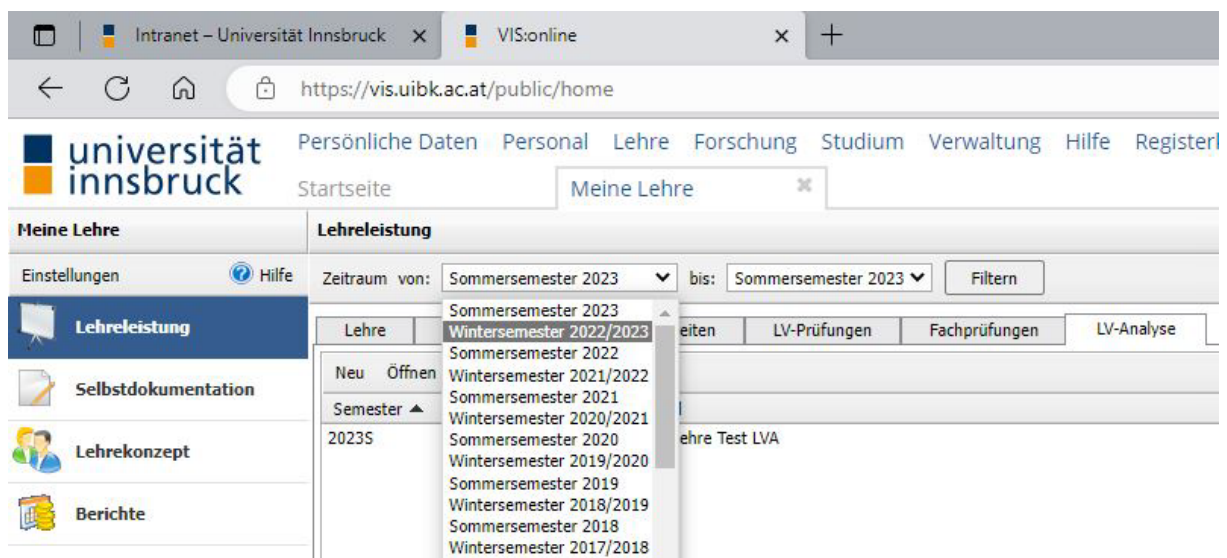 Intranet – Universität Innsbruck VIS:online
https://vis.uibk.ac.at/public/home
universität
innsbruck
Persönliche Daten Personal Lehre Forschung Studium Verwaltung Hilfe
Startseite Meine Lehre
Meine Lehre Lehreleistung
Einstellungen Hilfe Zeitraum von: Sommersemester 2023 bis: Sommersemester 2023 Filtern
Lehreleistung
Selbstdokumentation
Lehrekonzept
Berichte
Sommersemester 2023
Wintersemester 2022/2023
Sommersemester 2022
Wintersemester 2021/2022
Sommersemester 2021
Wintersemester 2020/2021
Sommersemester 2020
Wintersemester 2019/2020
Sommersemester 2019
Wintersemester 2018/2019
Sommersemester 2018
Wintersemester 2017/2018
Lehre eiten LV-Prüfungen Fachprüfungen LV-Analyse
Neu Öffnen
Semester
2023S ehre Test LVA